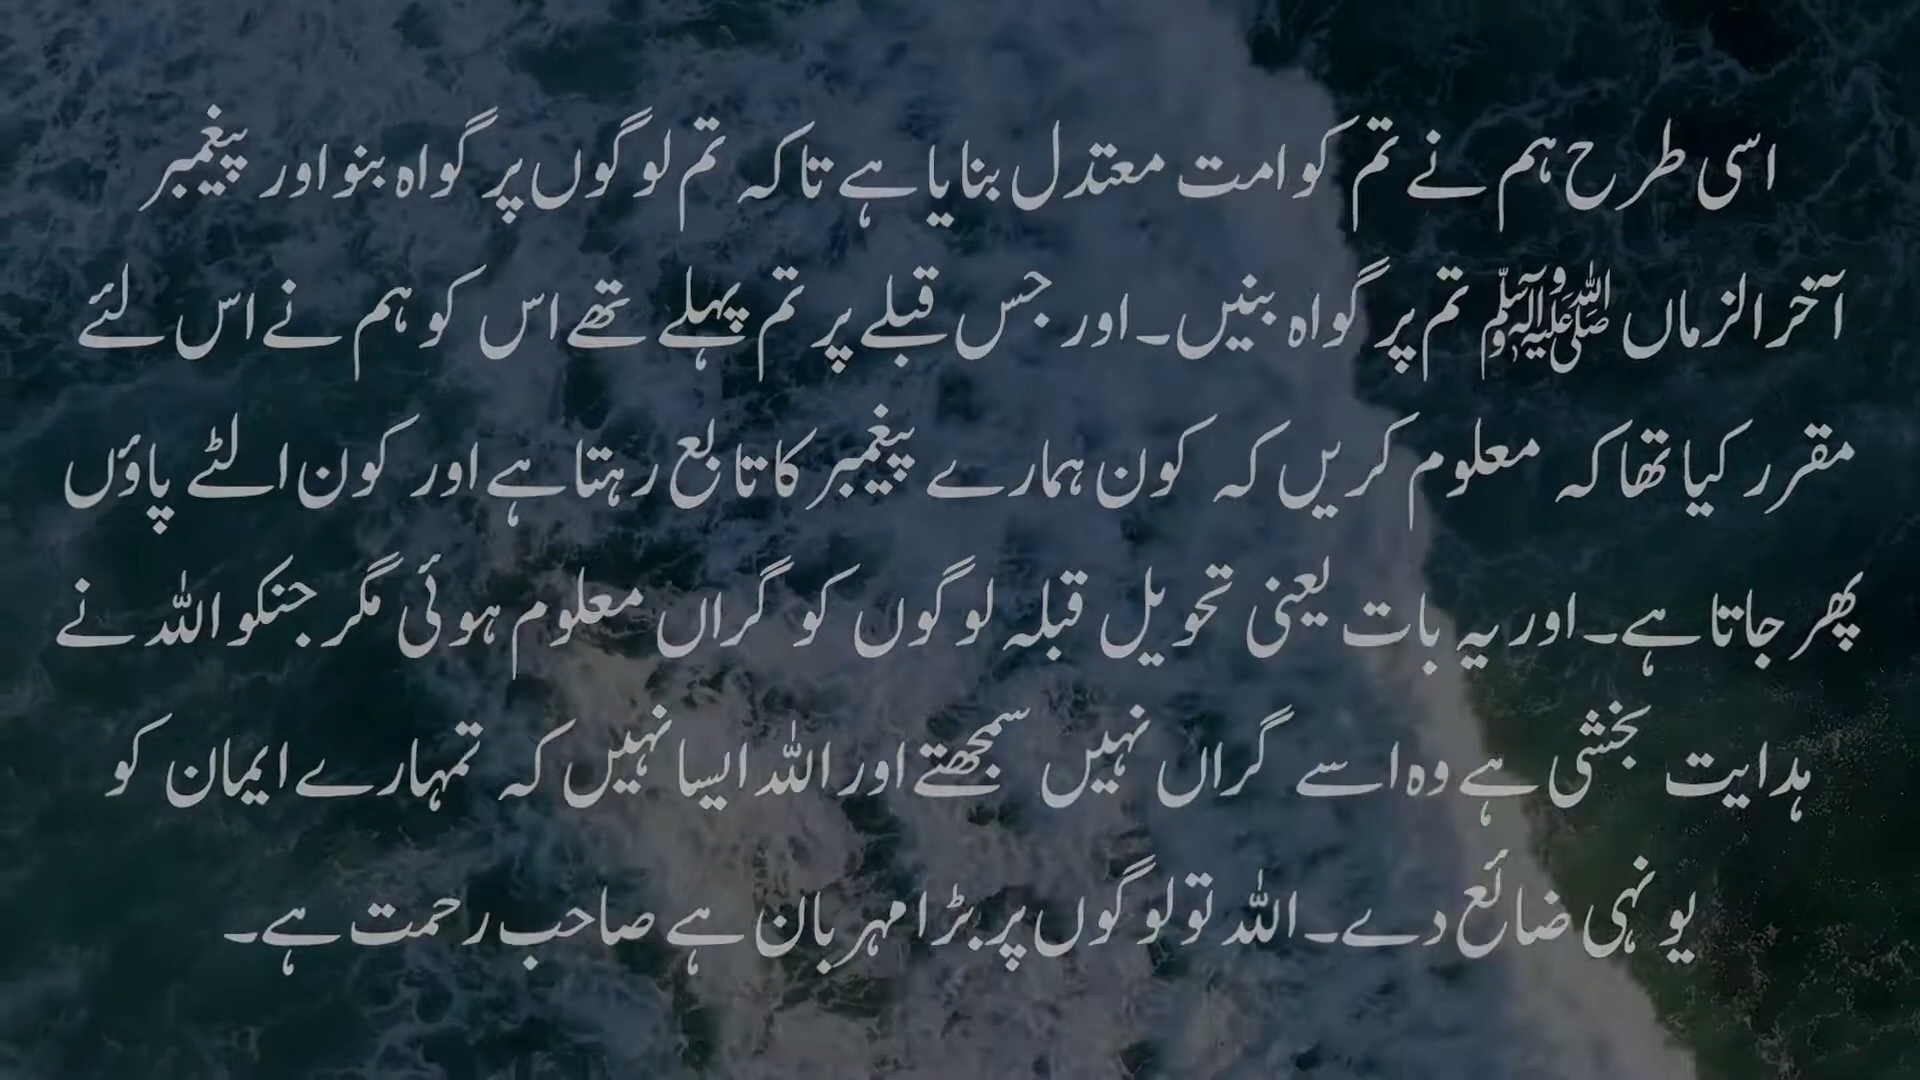 اسی طرح ہم نے تم کو امت معتدل بنایا ہے تاکہ تم لوگوں پر گواہ بنو اور پیغمبر
آخر الزماں ﷺ تم پر گواہ بنیں۔ اور جس قبلے پر تم پہلے تھے اس کو ہم نے اس لئے
مقرر کیا تھا کہ معلوم کریں کہ کون ہمارے پیغمبر کا تابع رہتا ہے اور کون الٹے پاؤں
پھر جاتا ہے۔ اور یہ بات یعنی تحویل قبلہ لوگوں کو گراں معلوم ہوئی مگر جنکو اللہ نے
ہدایت بخشی ہے وہ اسے گراں نہیں سمجھتے اور اللہ ایسا نہیں کہ تمہارے ایمان کو
یونہی ضائع دے۔ اللہ تو لوگوں پر بڑا مہربان ہے صاحب رحمت ہے۔